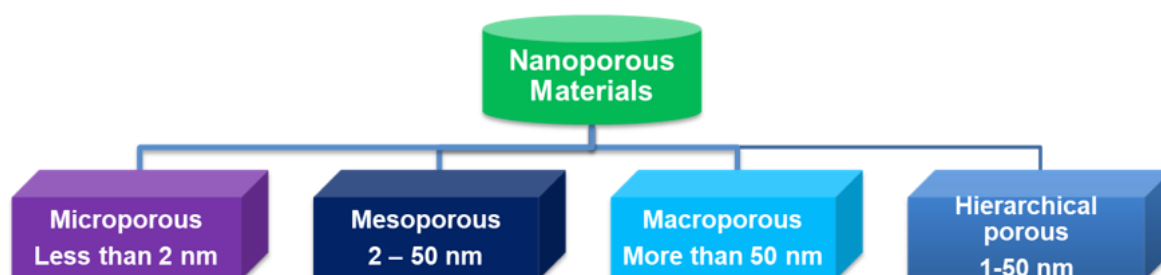 Nanoporous
Materials
Microporous
Less than 2 nm
Mesoporous
2 – 50 nm
Macroporous
More than 50 nm
Hierarchical
porous
1-50 nm